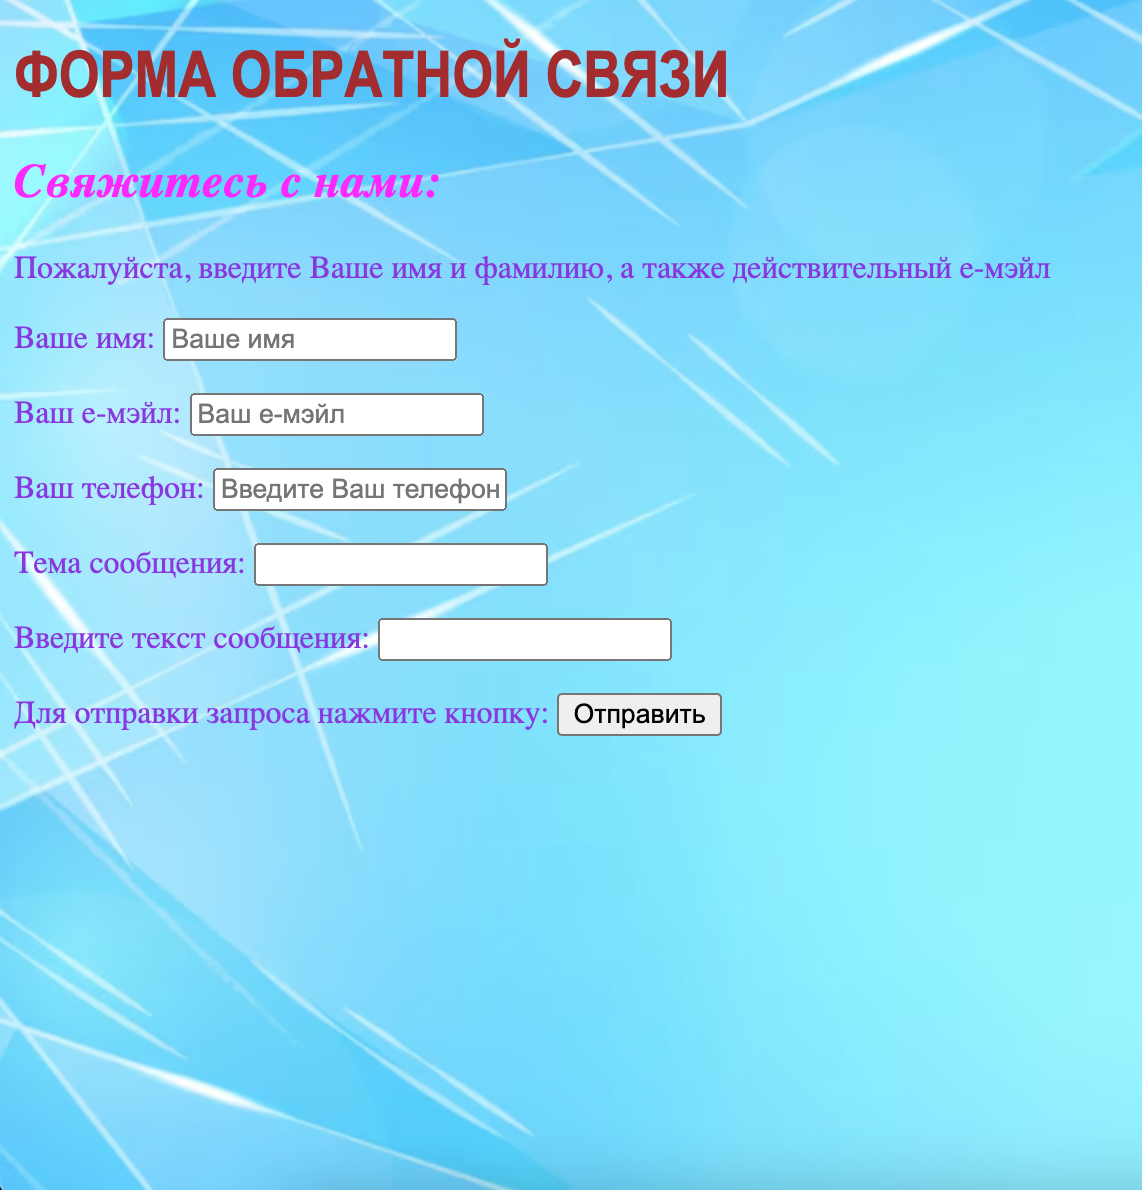 ФОРМА ОБРАТНОЙ СВЯЗИ
Свяжитесь с нами:
Пожалуйста, введите Ваше имя и фамилию, а также действительный е-мэйл
Ваше имя: Ваше имя
Ваш е-мэйл: Ваш е-мэйл
Ваш телефон: Введите Ваш телефон
Тема сообщения:
Введите текст сообщения:
Для отправки запроса нажмите кнопку: Отправить